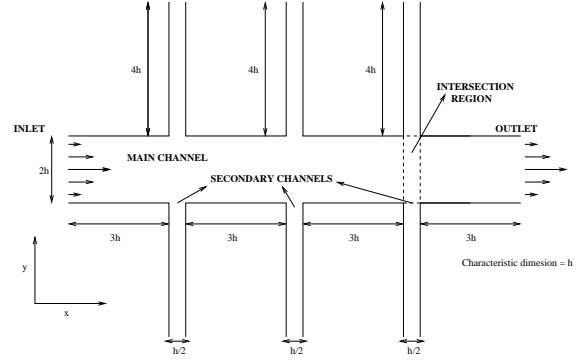 4h
4h
4h
INTERSECTION
REGION
INLET
OUTLET
MAIN CHANNEL
2h
SECONDARY CHANNELS
3h
3h
3h
3h
Characteristic dimesion = h
y
x
h/2
h/2
h/2